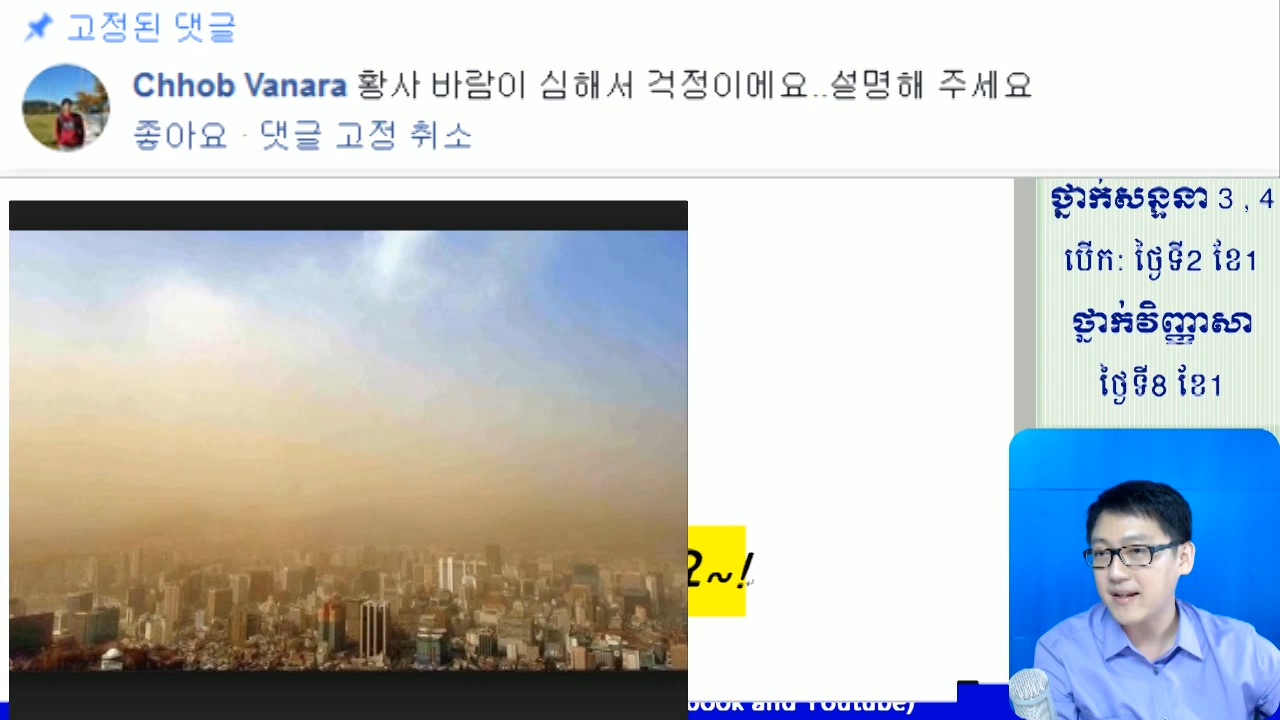 고정된 댓글
Chhob Vanara 황사 바람이 심해서 걱정이에요..설명해 주세요
좋아요 · 댓글 고정 취소
ថ្នាក់សន្ទនា 3 , 4
បើក: ថ្ងៃទី2 ខែ1
ថ្នាក់វិញ្ញាសា
ថ្ងៃទី8 ខែ1
~!
and Youtube)